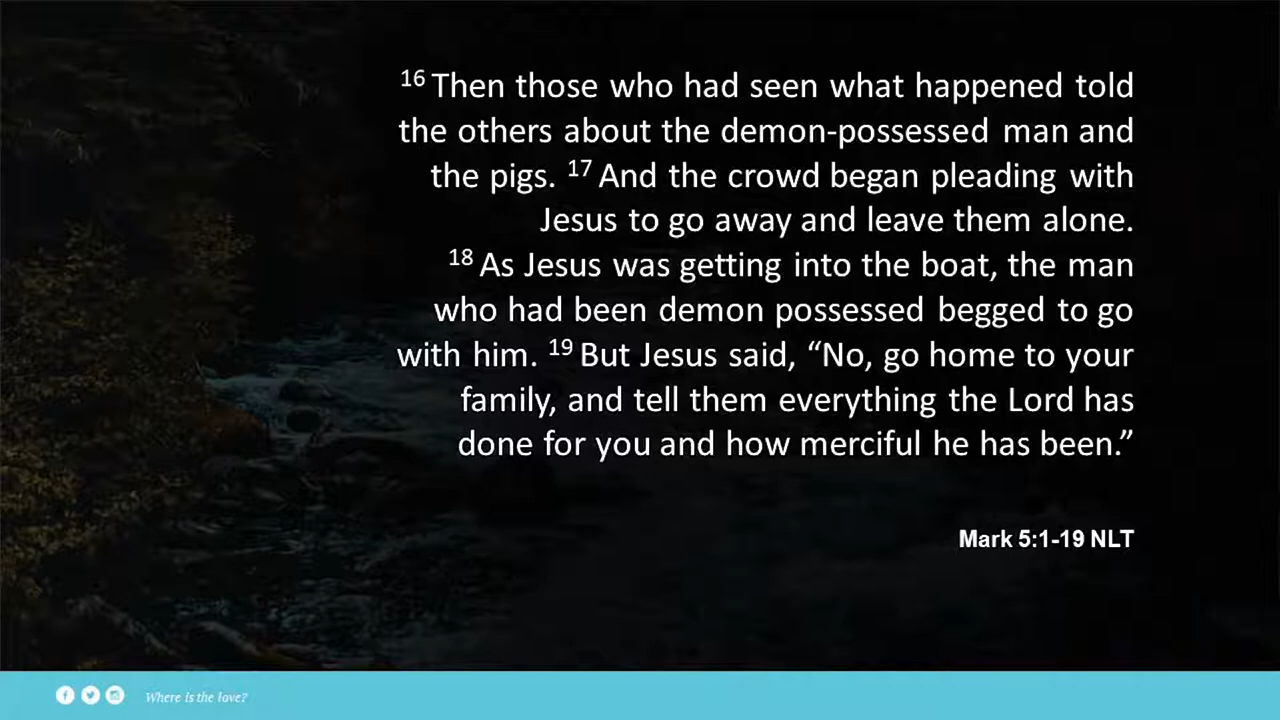 16 Then those who had seen what happened told
the others about the demon-possessed man and
the pigs. 17 And the crowd began pleading with
Jesus to go away and leave them alone.
18 As Jesus was getting into the boat, the man
who had been demon possessed begged to go
with him. 19 But Jesus said, “No, go home to your
family, and tell them everything the Lord has
done for you and how merciful he has been.”
Mark 5:1-19 NLT
Where is the love?